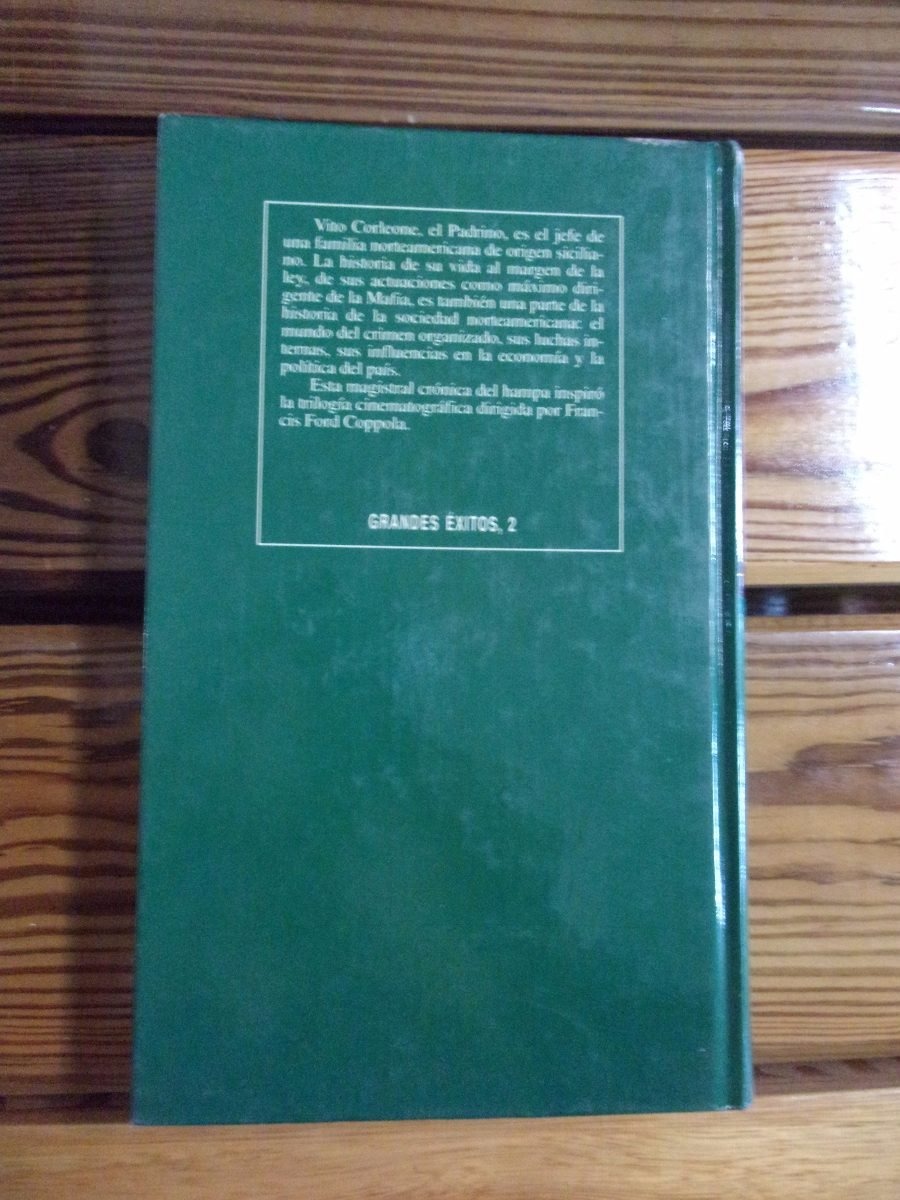 Vito Corleone, el Padrino, es el jefe de
una familia norteamericana de origen sicilia-
no. La historia de su vida al margen de la
ley, de sus actuaciones como máximo diri-
gente de la Mafia, es también una parte de la
historia de la sociedad norteamericana: el
mundo del crimen organizado, sus luchas in-
ternas, sus influencias en la economía y la
política del país.
Esta magistral crónica del hampa inspiró
la trilogía cinematográfica dirigida por Fran-
cis Ford Coppola.
GRANDES ÉXITOS, 2